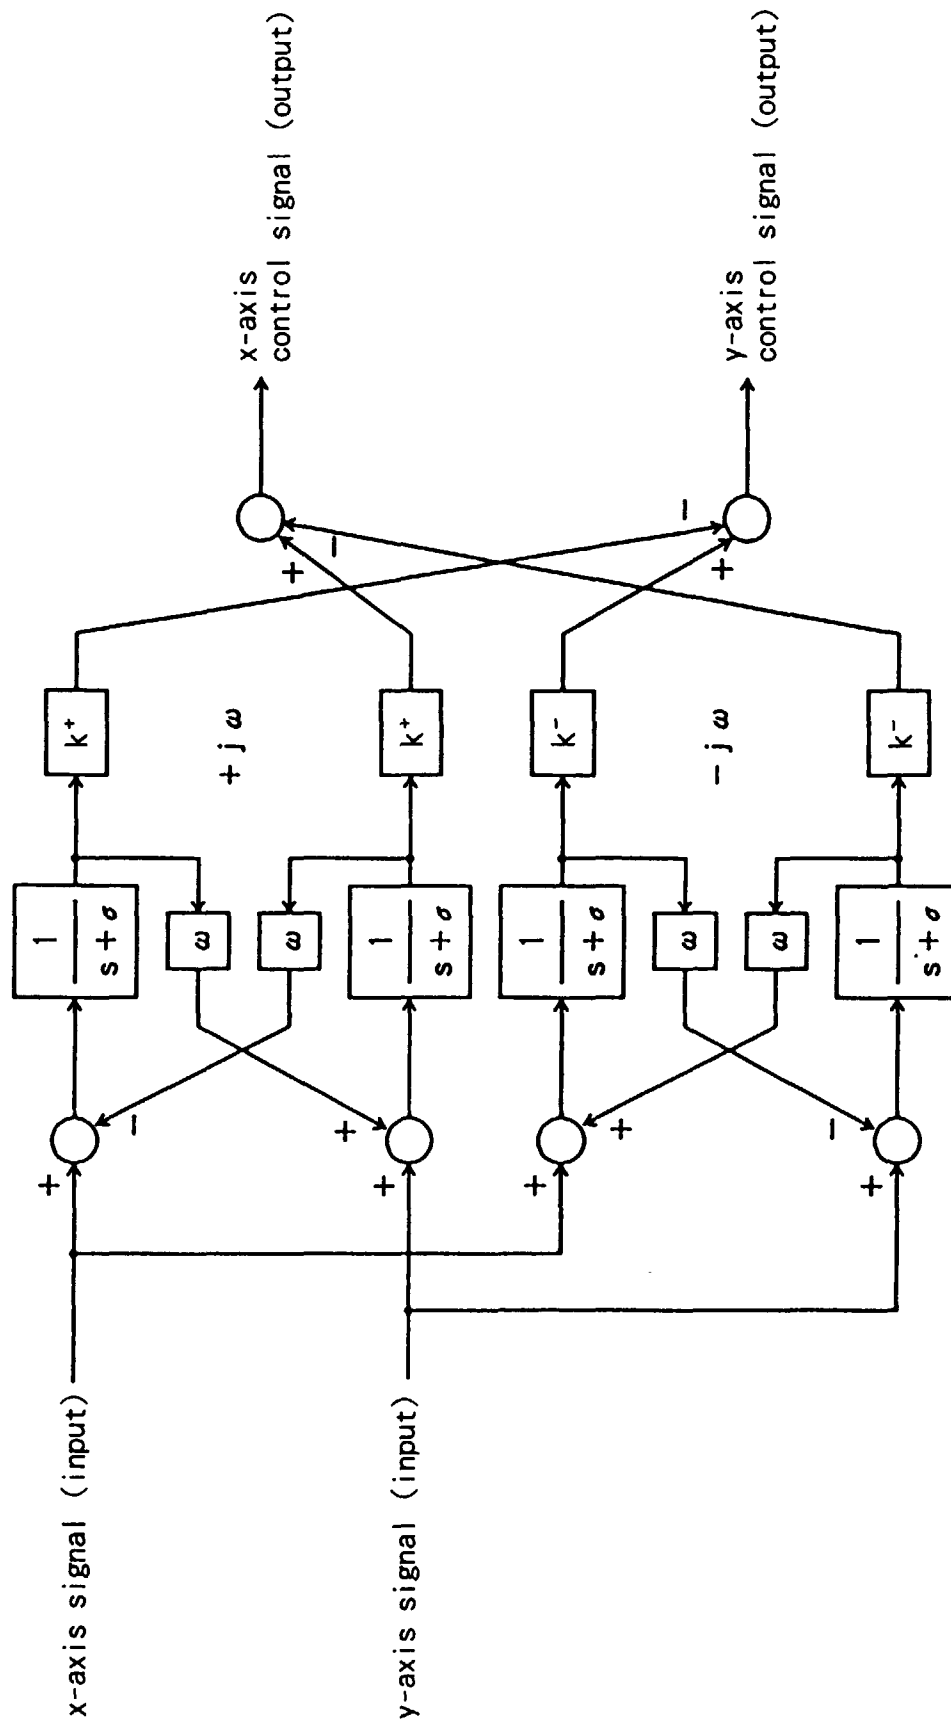 x-axis signal (input)
y-axis signal (input)
+
−
+
+
+
+
+
−
1
s+σ
ω
ω
1
s+σ
1
s+σ
ω
ω
1
s+σ
k⁺
+jω
k⁺
k⁻
-jω
k⁻
+
−
−
+
x-axis
control signal (output)
y-axis
control signal (output)